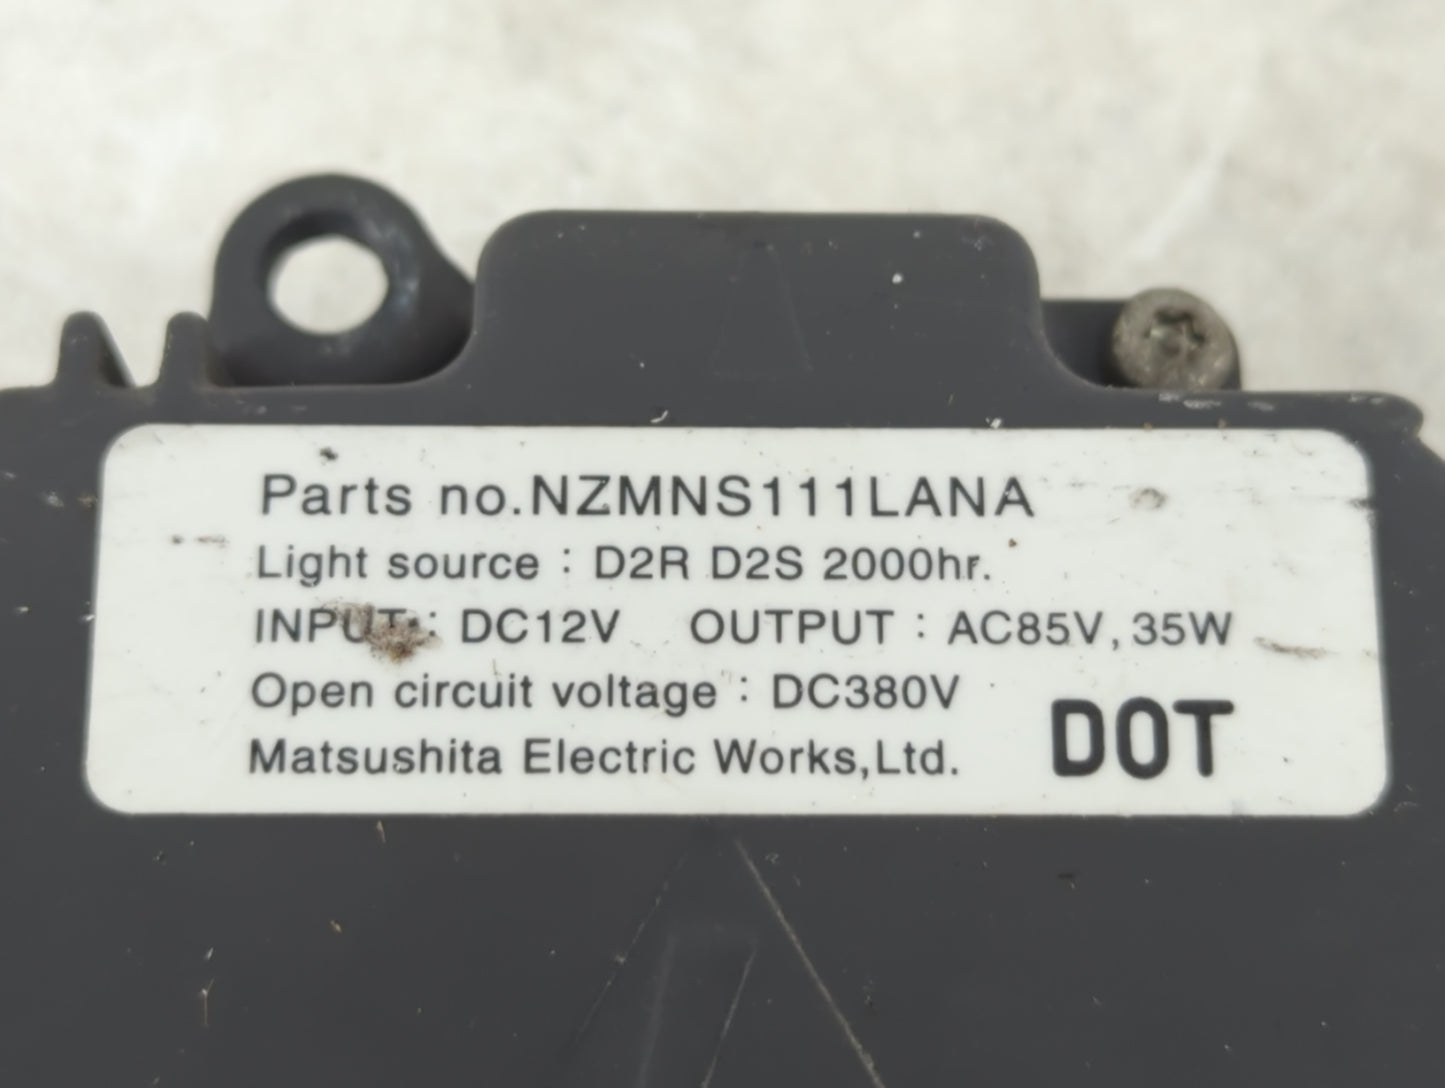 Parts no.NZMNS111LANA
Light source : D2R D2S 2000hr.
INPUT : DC12V OUTPUT : AC85V, 35W
Open circuit voltage : DC380V
Matsushita Electric Works,Ltd. DOT